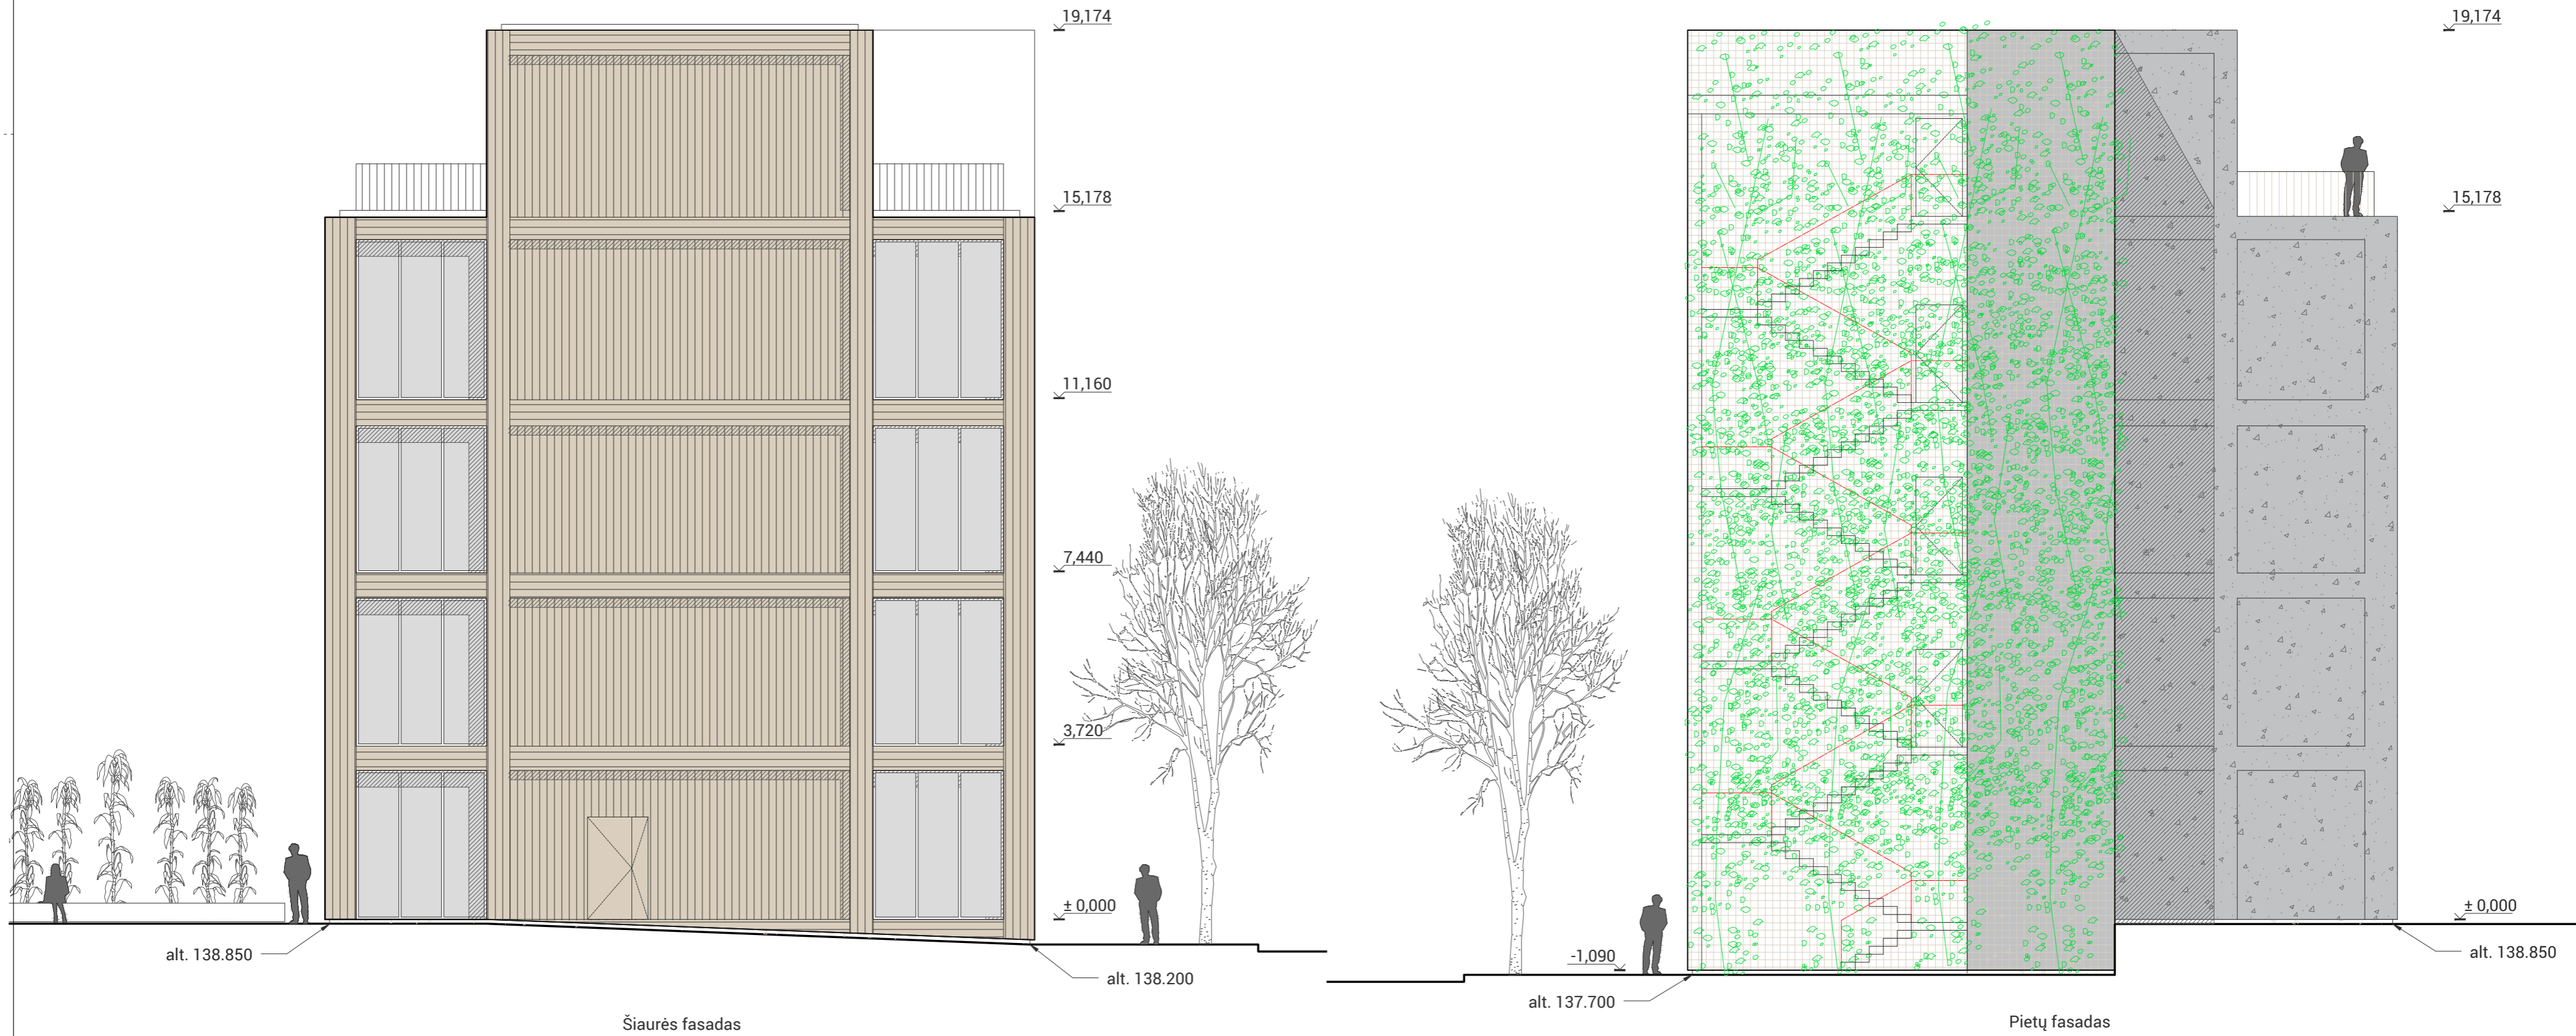 19,174
15,178
11,160
7,440
3,720
± 0,000
alt. 138.850
alt. 138.200
Šiaurės fasadas
19,174
15,178
± 0,000
-1,090
alt. 138.850
alt. 137.700
Pietų fasadas